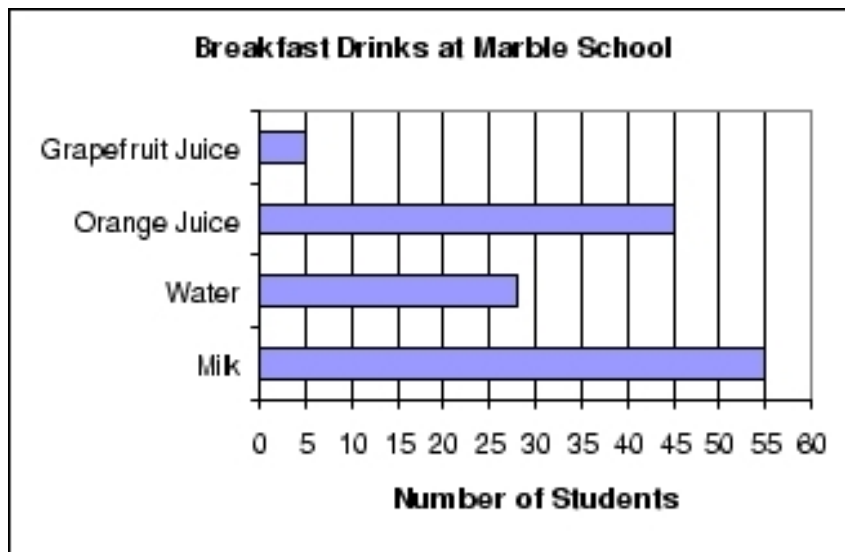 Breakfast Drinks at Marble School
Grapefruit Juice
Orange Juice
Water
Milk
0 5 10 15 20 25 30 35 40 45 50 55 60
Number of Students